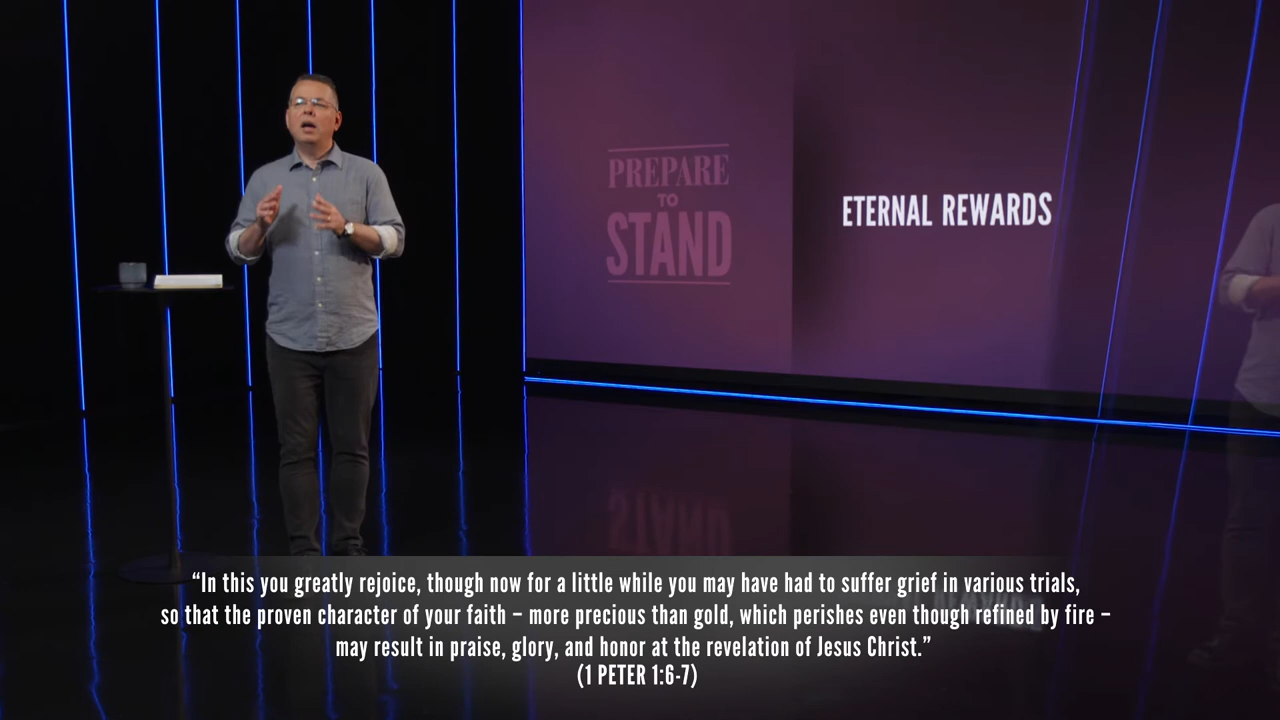 PREPARE
TO
STAND
ETERNAL REWARDS
“In this you greatly rejoice, though now for a little while you may have had to suffer grief in various trials,
so that the proven character of your faith – more precious than gold, which perishes even though refined by fire –
may result in praise, glory, and honor at the revelation of Jesus Christ.”
(1 PETER 1:6-7)